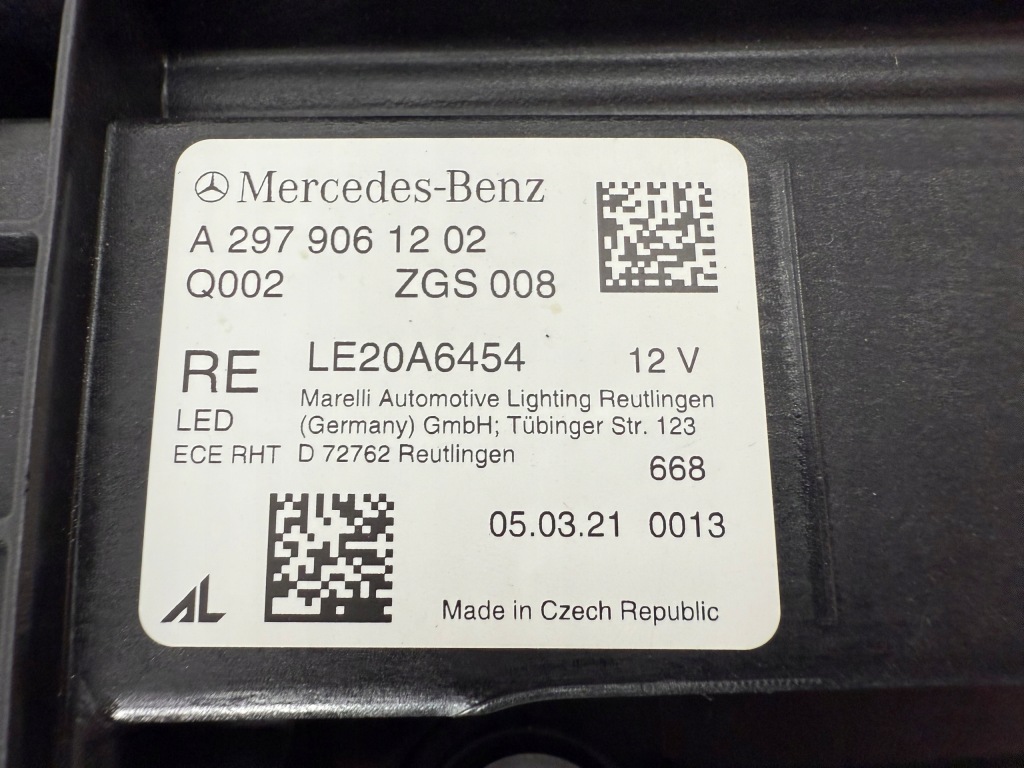 Mercedes-Benz
A 297 906 12 02
Q002 ZGS 008
RE LE20A6454 12 V
LED Marelli Automotive Lighting Reutlingen
(Germany) GmbH; Tübinger Str. 123
ECE RHT D 72762 Reutlingen
668
05.03.21 0013
AL Made in Czech Republic